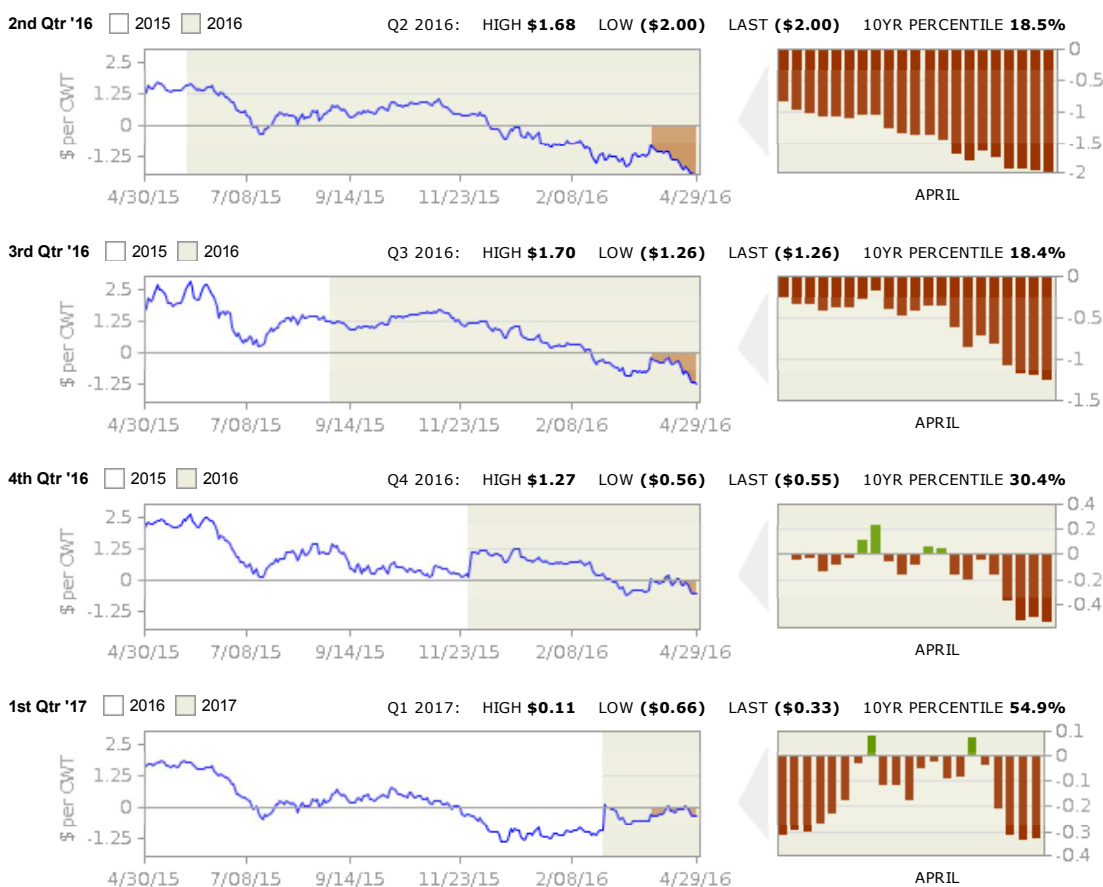 2nd Qtr '16 2015 2016 Q2 2016: HIGH $1.68 LOW ($2.00) LAST ($2.00) 10YR PERCENTILE 18.5%
$ per CWT
2.5
1.25
0
-1.25
4/30/15 7/08/15 9/14/15 11/23/15 2/08/16 4/29/16
0
-0.5
-1
-1.5
-2
APRIL
3rd Qtr '16 2015 2016 Q3 2016: HIGH $1.70 LOW ($1.26) LAST ($1.26) 10YR PERCENTILE 18.4%
$ per CWT
2.5
1.25
0
-1.25
4/30/15 7/08/15 9/14/15 11/23/15 2/08/16 4/29/16
0
-0.5
-1
-1.5
APRIL
4th Qtr '16 2015 2016 Q4 2016: HIGH $1.27 LOW ($0.56) LAST ($0.55) 10YR PERCENTILE 30.4%
$ per CWT
2.5
1.25
0
-1.25
4/30/15 7/08/15 9/14/15 11/23/15 2/08/16 4/29/16
0.4
0.2
0
-0.2
-0.4
APRIL
1st Qtr '17 2016 2017 Q1 2017: HIGH $0.11 LOW ($0.66) LAST ($0.33) 10YR PERCENTILE 54.9%
$ per CWT
2.5
1.25
0
-1.25
4/30/15 7/08/15 9/14/15 11/23/15 2/08/16 4/29/16
0.1
0
-0.1
-0.2
-0.3
-0.4
APRIL